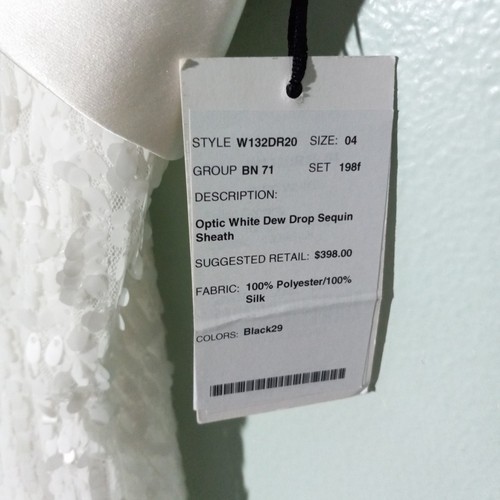 STYLE W132DR20 SIZE: 04
GROUP BN 71 SET 198f
DESCRIPTION:
Optic White Dew Drop Sequin
Sheath
SUGGESTED RETAIL: $398.00
FABRIC: 100% Polyester/100%
Silk
COLORS: Black29